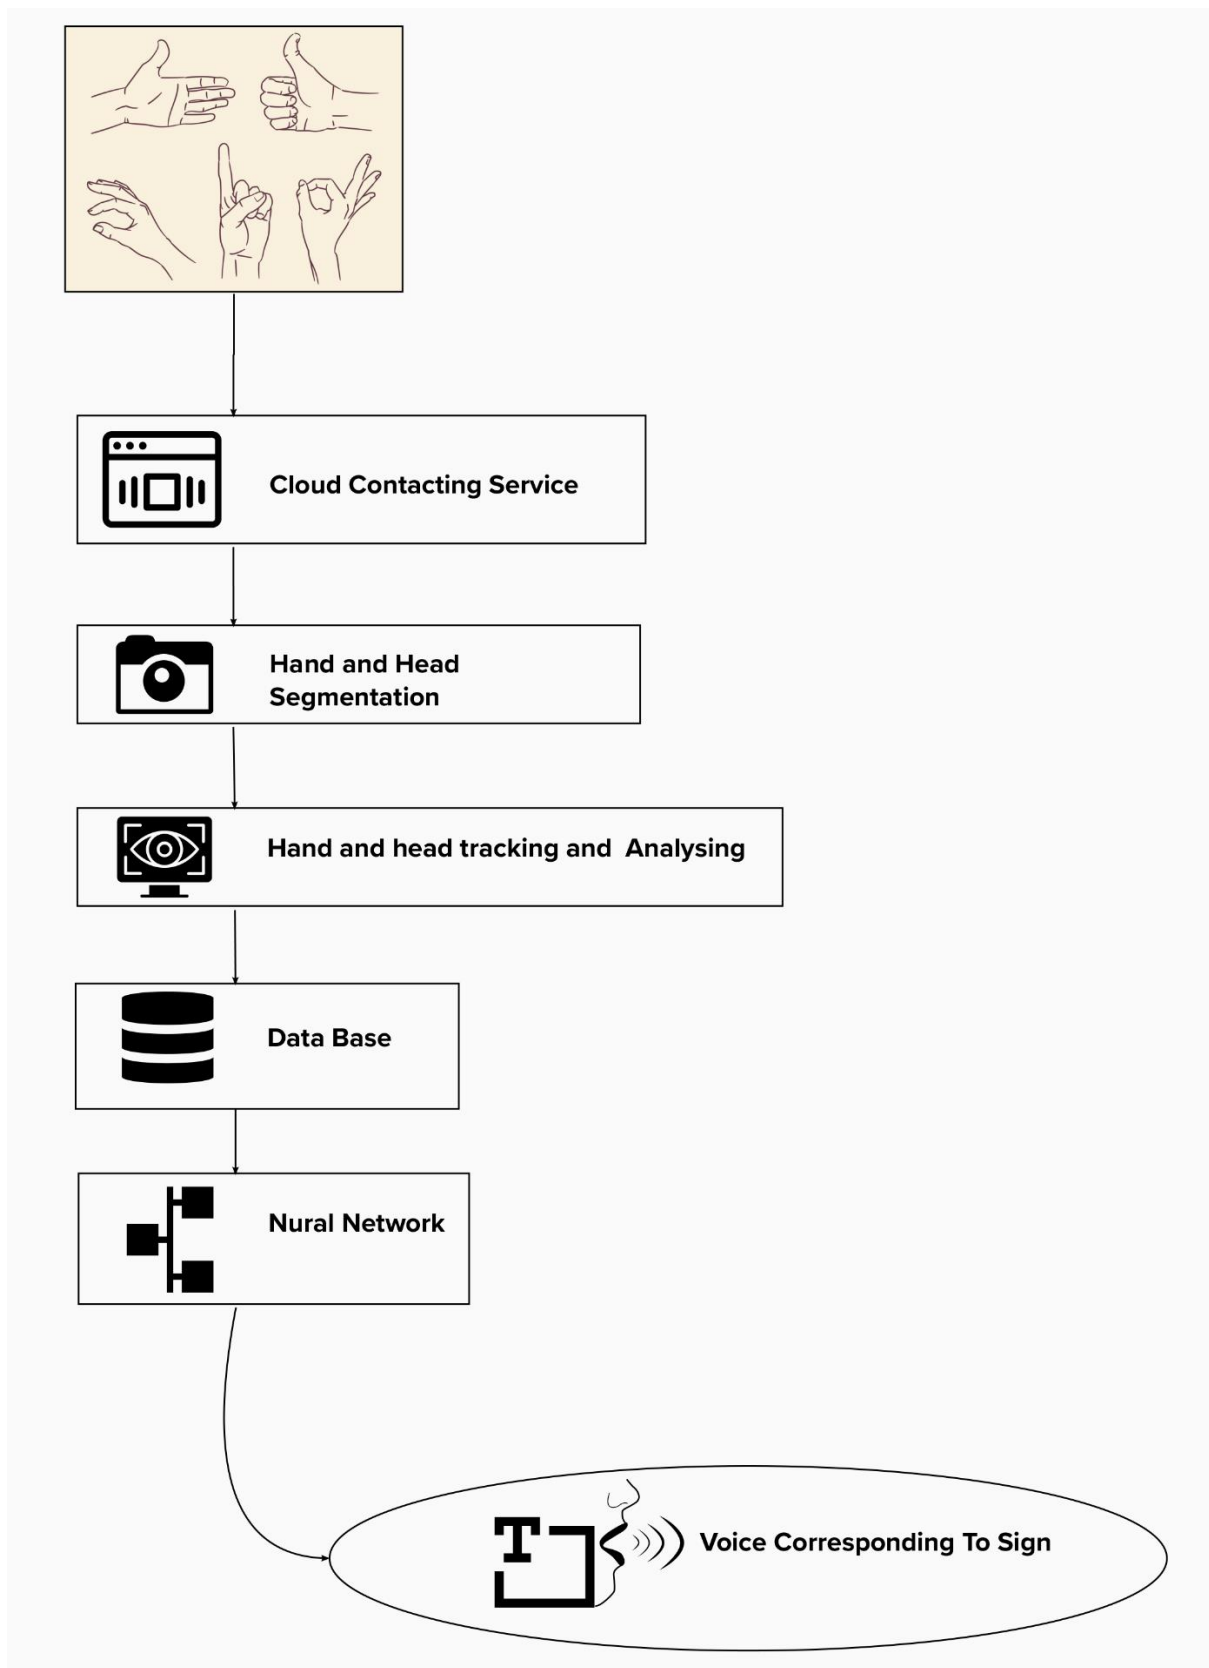 Cloud Contacting Service
Hand and Head
Segmentation
Hand and head tracking and  Analysing
Data Base
Nural Network
T
Voice Corresponding To Sign